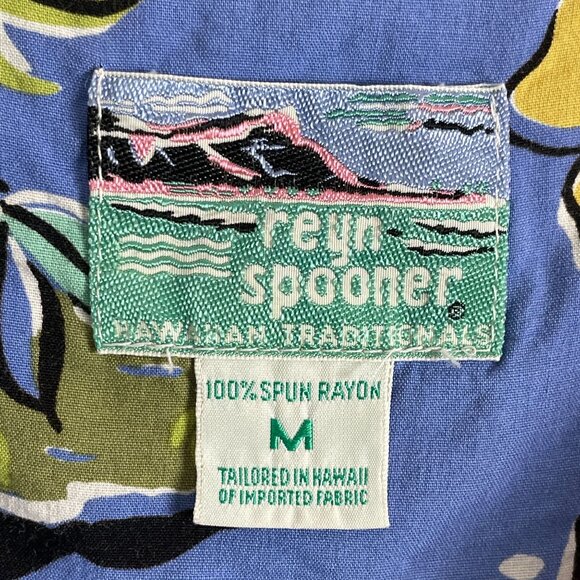 reyn
spooner®
HAWAIIAN TRADITIONALS
100% SPUN RAYON
M
TAILORED IN HAWAII
OF IMPORTED FABRIC